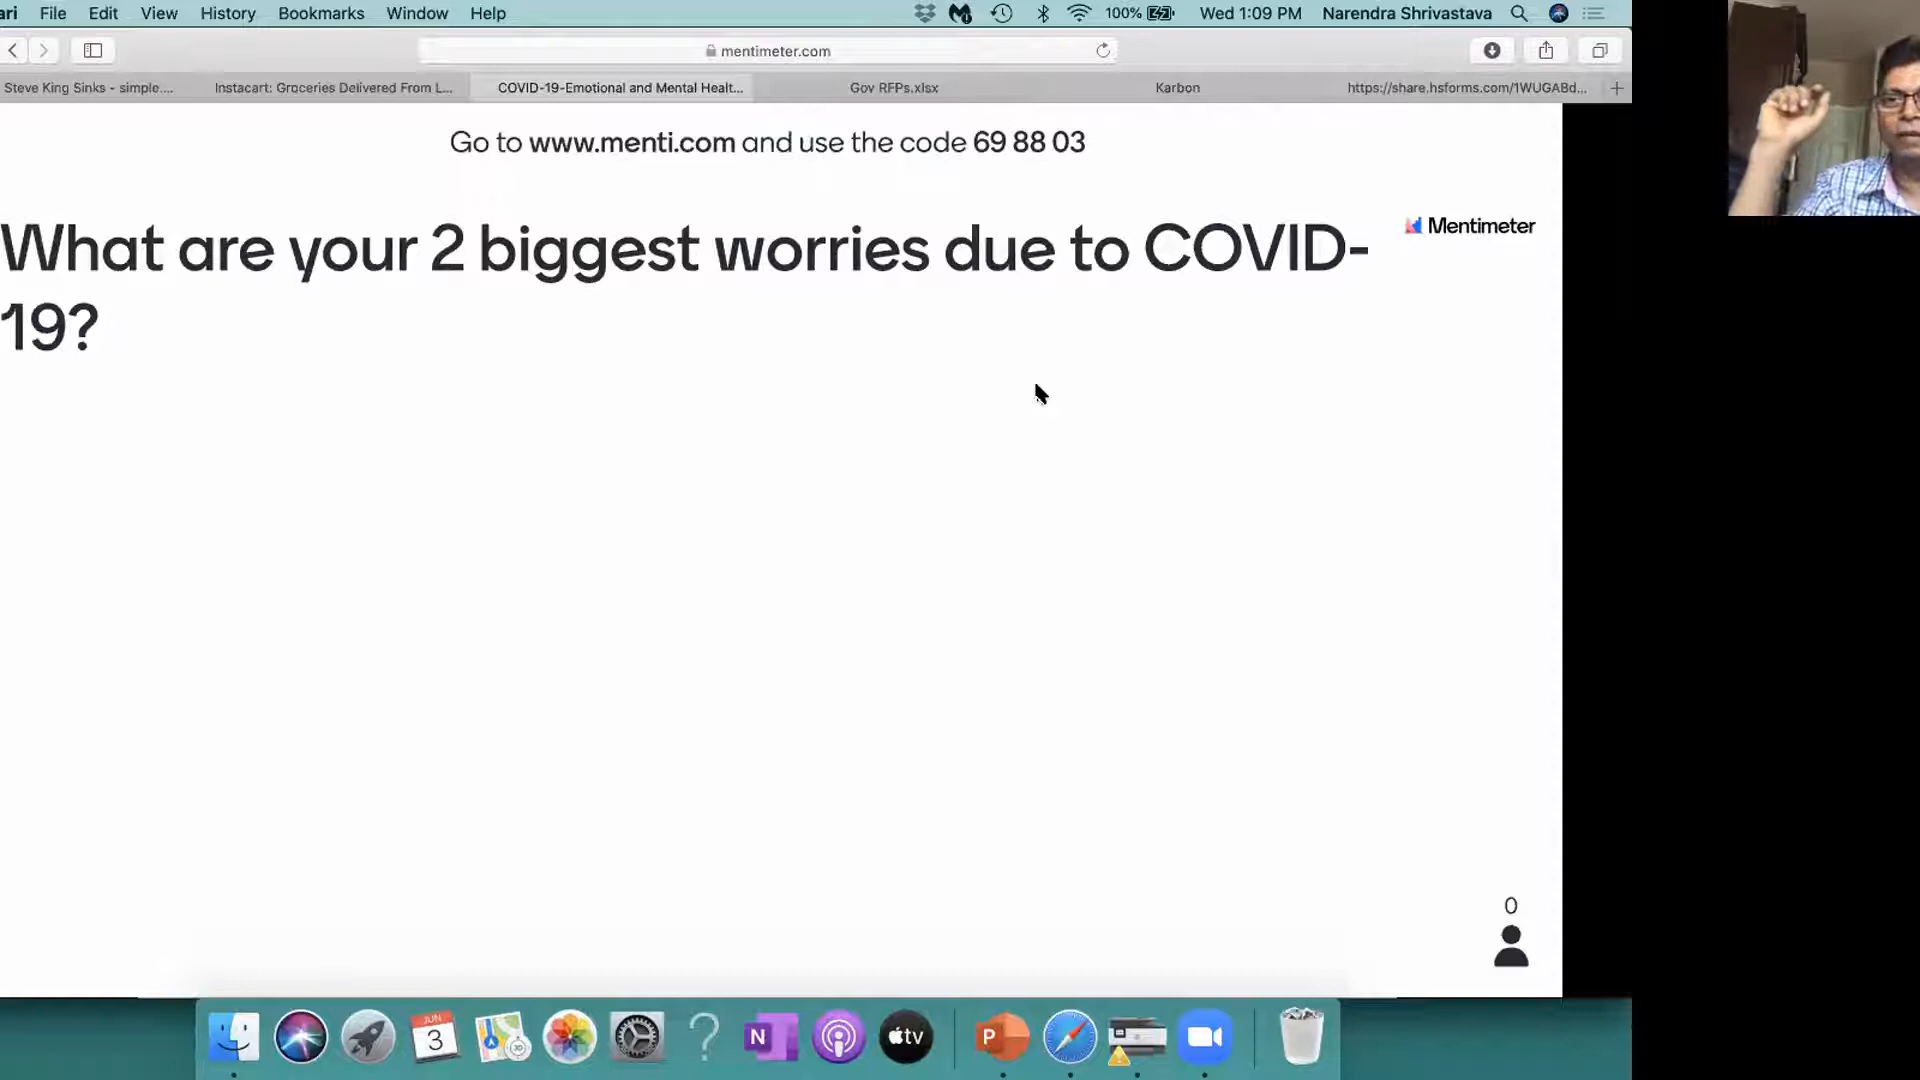 ari File Edit View History Bookmarks Window Help 100% Wed 1:09 PM Narendra Shrivastava
mentimeter.com
Steve King Sinks - simple.... Instacart: Groceries Delivered From L... COVID-19-Emotional and Mental Healt... Gov RFPs.xlsx Karbon https://share.hsforms.com/1WUGABd...
Go to www.menti.com and use the code 69 88 03
What are your 2 biggest worries due to COVID-
19?
Mentimeter
0
JUN
3
N
tv
P